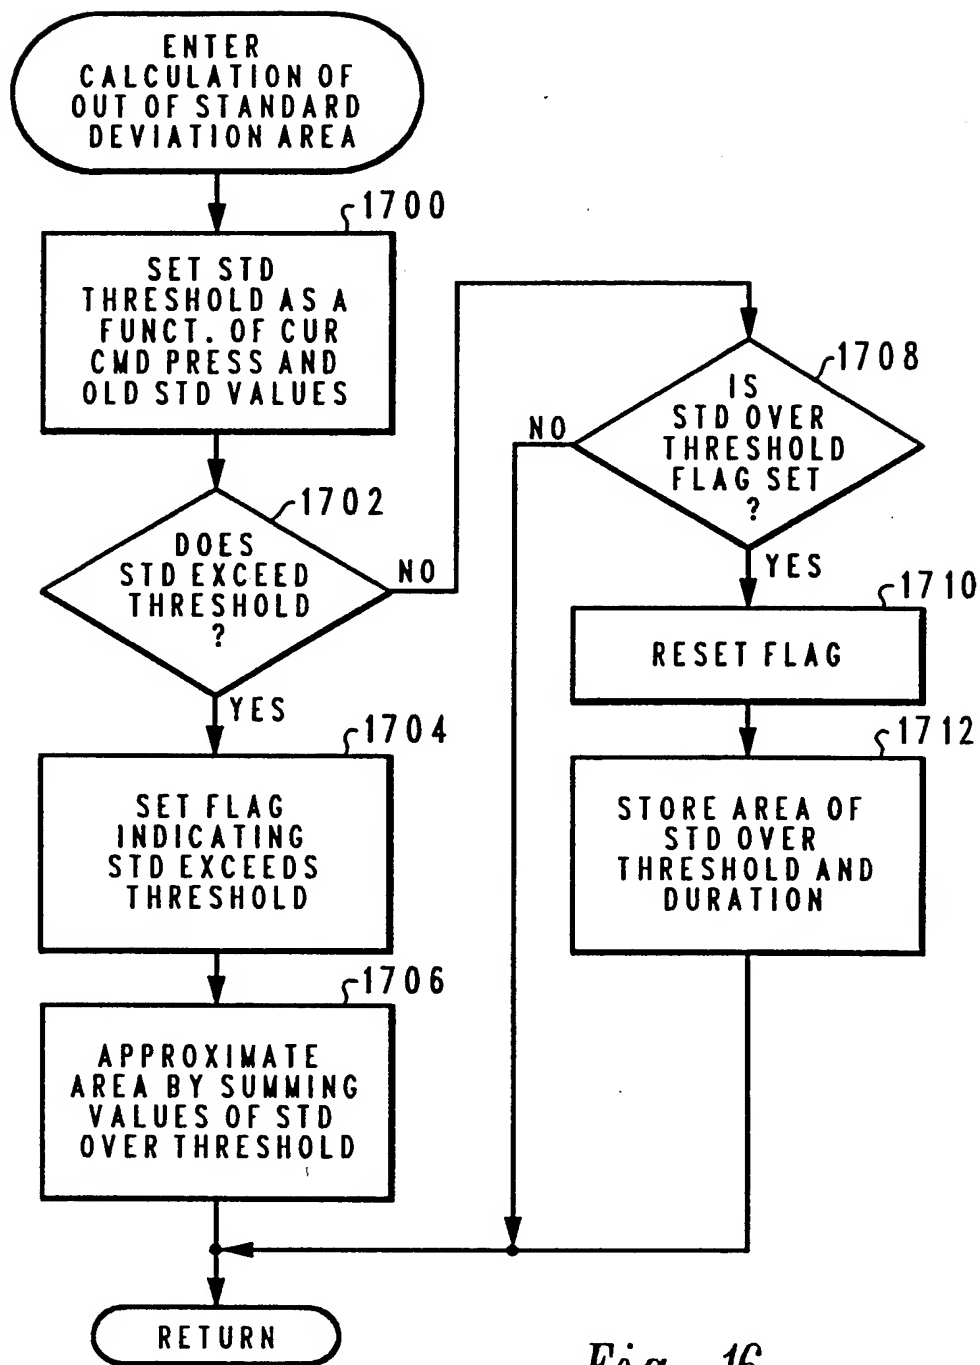 ENTER
CALCULATION OF
OUT OF STANDARD
DEVIATION AREA
1700
SET STD
THRESHOLD AS A
FUNCT. OF CUR
CMD PRESS AND
OLD STD VALUES
1702
DOES
STD EXCEED
THRESHOLD
?
NO
YES
1704
SET FLAG
INDICATING
STD EXCEEDS
THRESHOLD
1706
APPROXIMATE
AREA BY SUMMING
VALUES OF STD
OVER THRESHOLD
1708
IS
STD OVER
THRESHOLD
FLAG SET
?
NO
YES
1710
RESET FLAG
1712
STORE AREA OF
STD OVER
THRESHOLD AND
DURATION
RETURN
Fig. 16